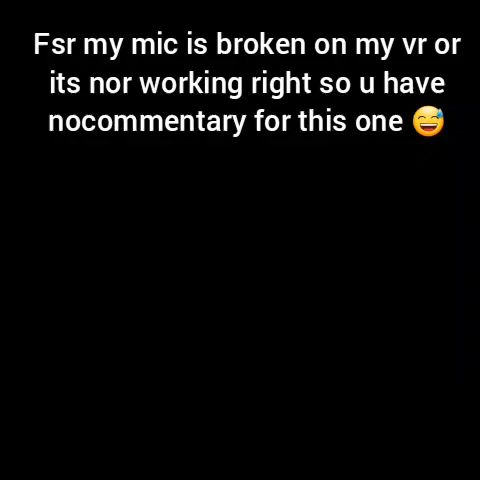 Fsr my mic is broken on my vr or
its nor working right so u have
nocommentary for this one 😅